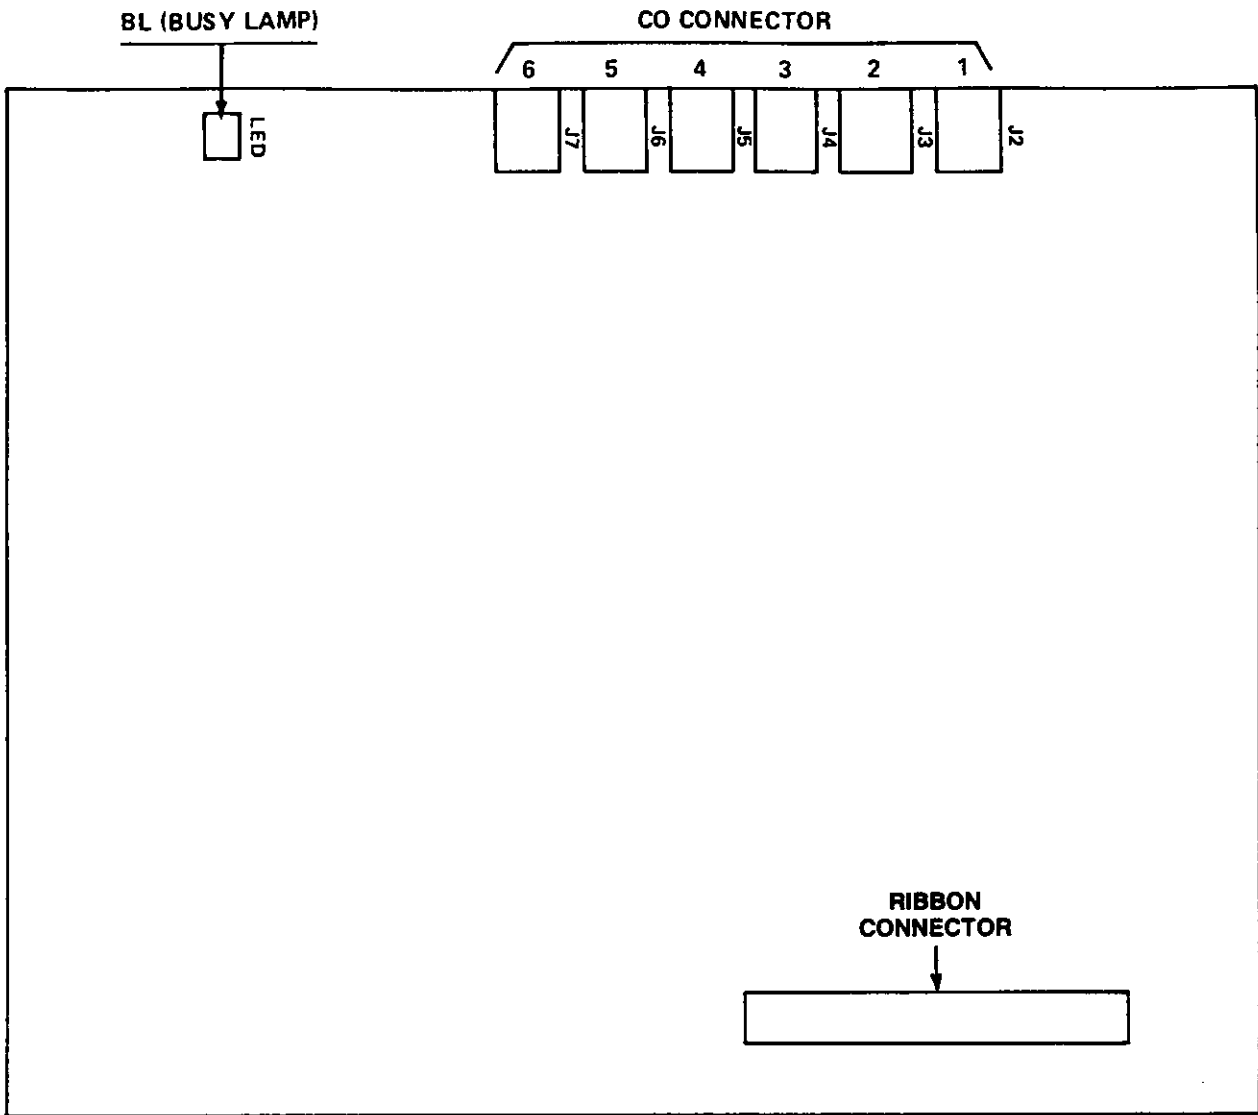 BL (BUSY LAMP)
CO CONNECTOR
6 5 4 3 2 1
LED
J7 J6 J5 J4 J3 J2
RIBBON
CONNECTOR